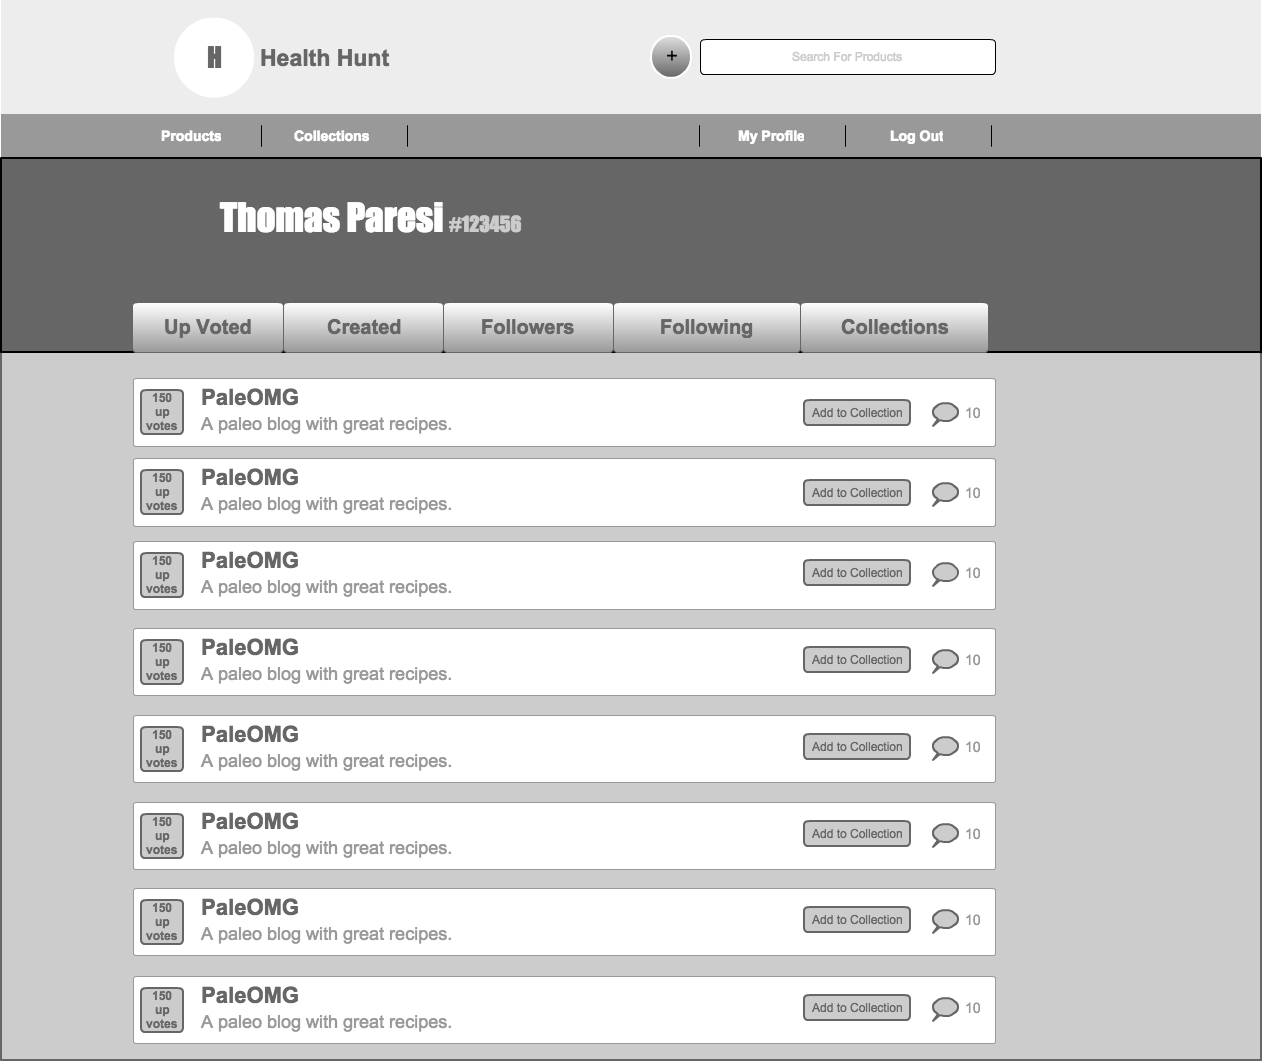 H Health Hunt
+ Search For Products
Products Collections My Profile Log Out
Thomas Paresi #123456
Up Voted Created Followers Following Collections
150
up
votes
PaleOMG
A paleo blog with great recipes.
Add to Collection 10
150
up
votes
PaleOMG
A paleo blog with great recipes.
Add to Collection 10
150
up
votes
PaleOMG
A paleo blog with great recipes.
Add to Collection 10
150
up
votes
PaleOMG
A paleo blog with great recipes.
Add to Collection 10
150
up
votes
PaleOMG
A paleo blog with great recipes.
Add to Collection 10
150
up
votes
PaleOMG
A paleo blog with great recipes.
Add to Collection 10
150
up
votes
PaleOMG
A paleo blog with great recipes.
Add to Collection 10
150
up
votes
PaleOMG
A paleo blog with great recipes.
Add to Collection 10